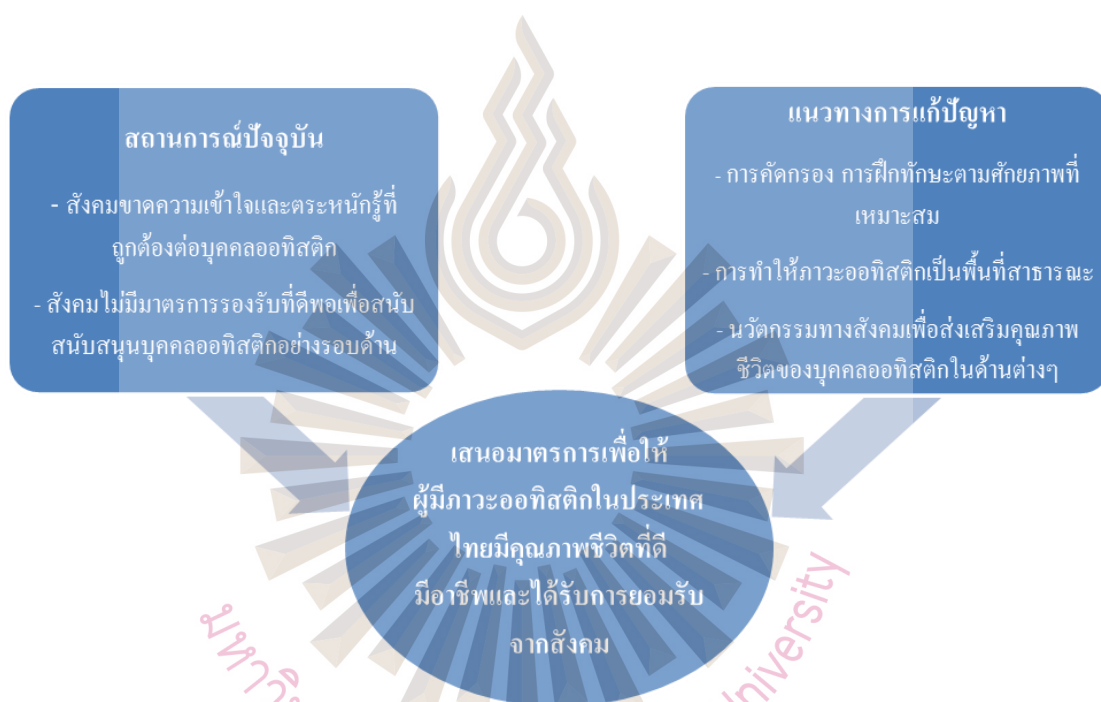 สถานการณ์ปัจจุบัน
- สังคมขาดความเข้าใจและตระหนักรู้ที่
ถูกต้องต่อบุคคลออทิสติก
- สังคมไม่มีมาตรการรองรับที่ดีพอเพื่อสนับ
สนับสนุนบุคคลออทิสติกอย่างรอบด้าน
แนวทางการแก้ปัญหา
- การคัดกรอง การฝึกทักษะตามศักยภาพที่
เหมาะสม
- การทำให้ภาวะออทิสติกเป็นพื้นที่สาธารณะ
- นวัตกรรมทางสังคมเพื่อส่งเสริมคุณภาพ
ชีวิตของบุคคลออทิสติกในด้านต่างๆ
เสนอมาตรการเพื่อให้
ผู้มีภาวะออทิสติกในประเทศ
ไทยมีคุณภาพชีวิตที่ดี
มีอาชีพและได้รับการยอมรับ
จากสังคม